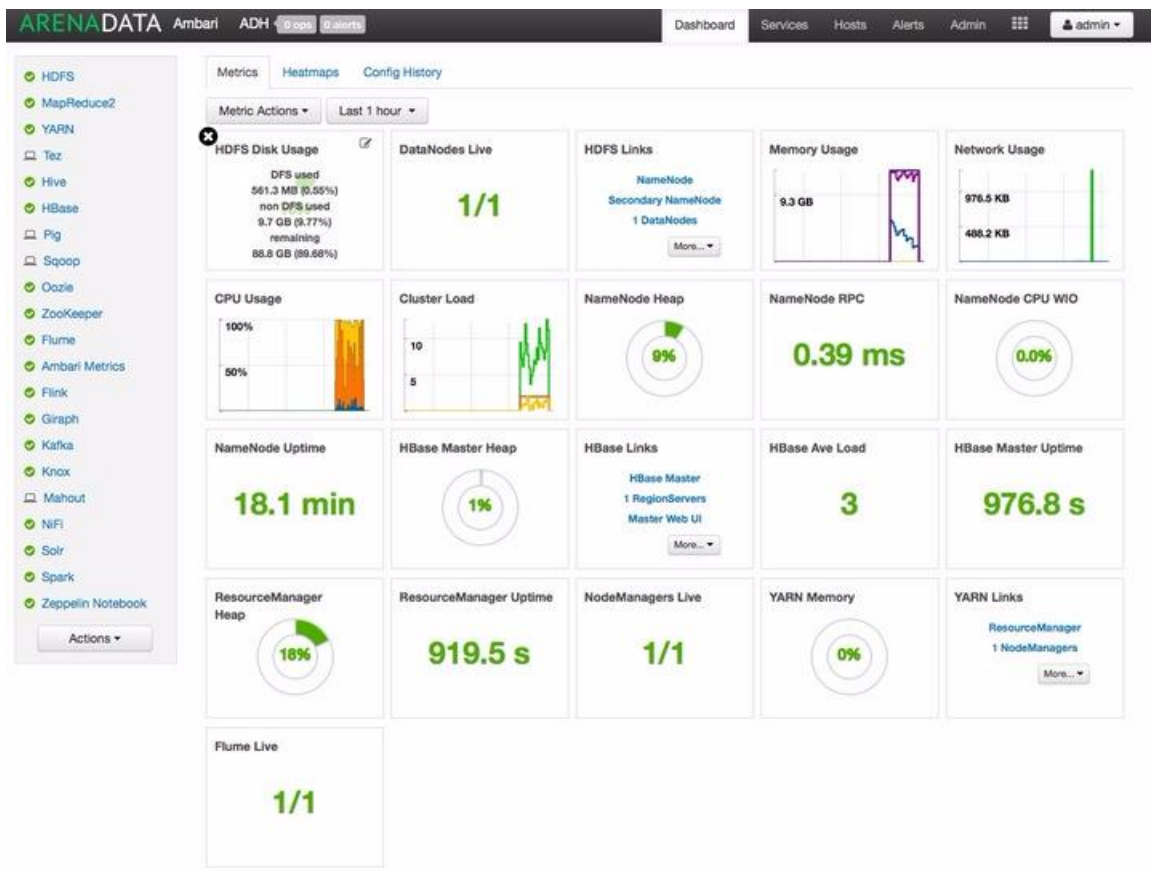 ARENADATA Ambari ADH 0 ops 0 alerts Dashboard Services Hosts Alerts Admin admin
HDFS
MapReduce2
YARN
Tez
Hive
HBase
Pig
Sqoop
Oozie
ZooKeeper
Flume
Ambari Metrics
Flink
Giraph
Kafka
Knox
Mahout
NiFi
Solr
Spark
Zeppelin Notebook
Actions
Metrics Heatmaps Config History
Metric Actions Last 1 hour
HDFS Disk Usage
DFS used
561.3 MB (0.55%)
non DFS used
9.7 GB (9.77%)
remaining
88.8 GB (89.68%)
DataNodes Live
1/1
HDFS Links
NameNode
Secondary NameNode
1 DataNodes
More...
Memory Usage
9.3 GB
Network Usage
976.5 KB
488.2 KB
CPU Usage
100%
50%
Cluster Load
10
5
NameNode Heap
9%
NameNode RPC
0.39 ms
NameNode CPU WIO
0.0%
NameNode Uptime
18.1 min
HBase Master Heap
1%
HBase Links
HBase Master
1 RegionServers
Master Web UI
More...
HBase Ave Load
3
HBase Master Uptime
976.8 s
ResourceManager
Heap
18%
ResourceManager Uptime
919.5 s
NodeManagers Live
1/1
YARN Memory
0%
YARN Links
ResourceManager
1 NodeManagers
More...
Flume Live
1/1